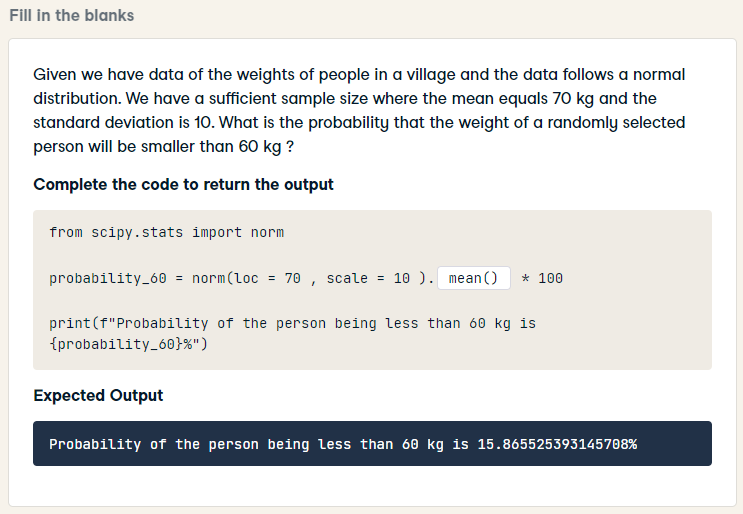 Fill in the blanks
Given we have data of the weights of people in a village and the data follows a normal
distribution. We have a sufficient sample size where the mean equals 70 kg and the
standard deviation is 10. What is the probability that the weight of a randomly selected
person will be smaller than 60 kg ?
Complete the code to return the output
from scipy.stats import norm
probability_60 = norm(loc = 70 , scale = 10 ). mean() * 100
print(f"Probability of the person being less than 60 kg is
{probability_60}%")
Expected Output
Probability of the person being less than 60 kg is 15.865525393145708%